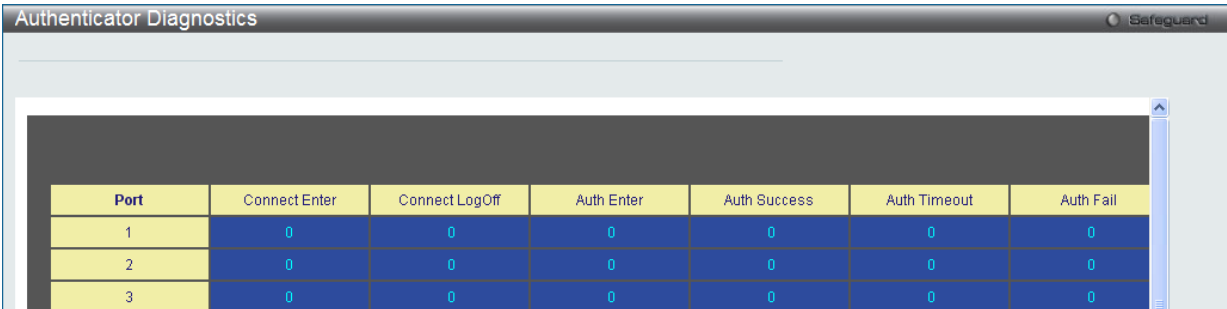 Authenticator Diagnostics Safeguard
Port Connect Enter Connect LogOff Auth Enter Auth Success Auth Timeout Auth Fail
1 0 0 0 0 0 0
2 0 0 0 0 0 0
3 0 0 0 0 0 0